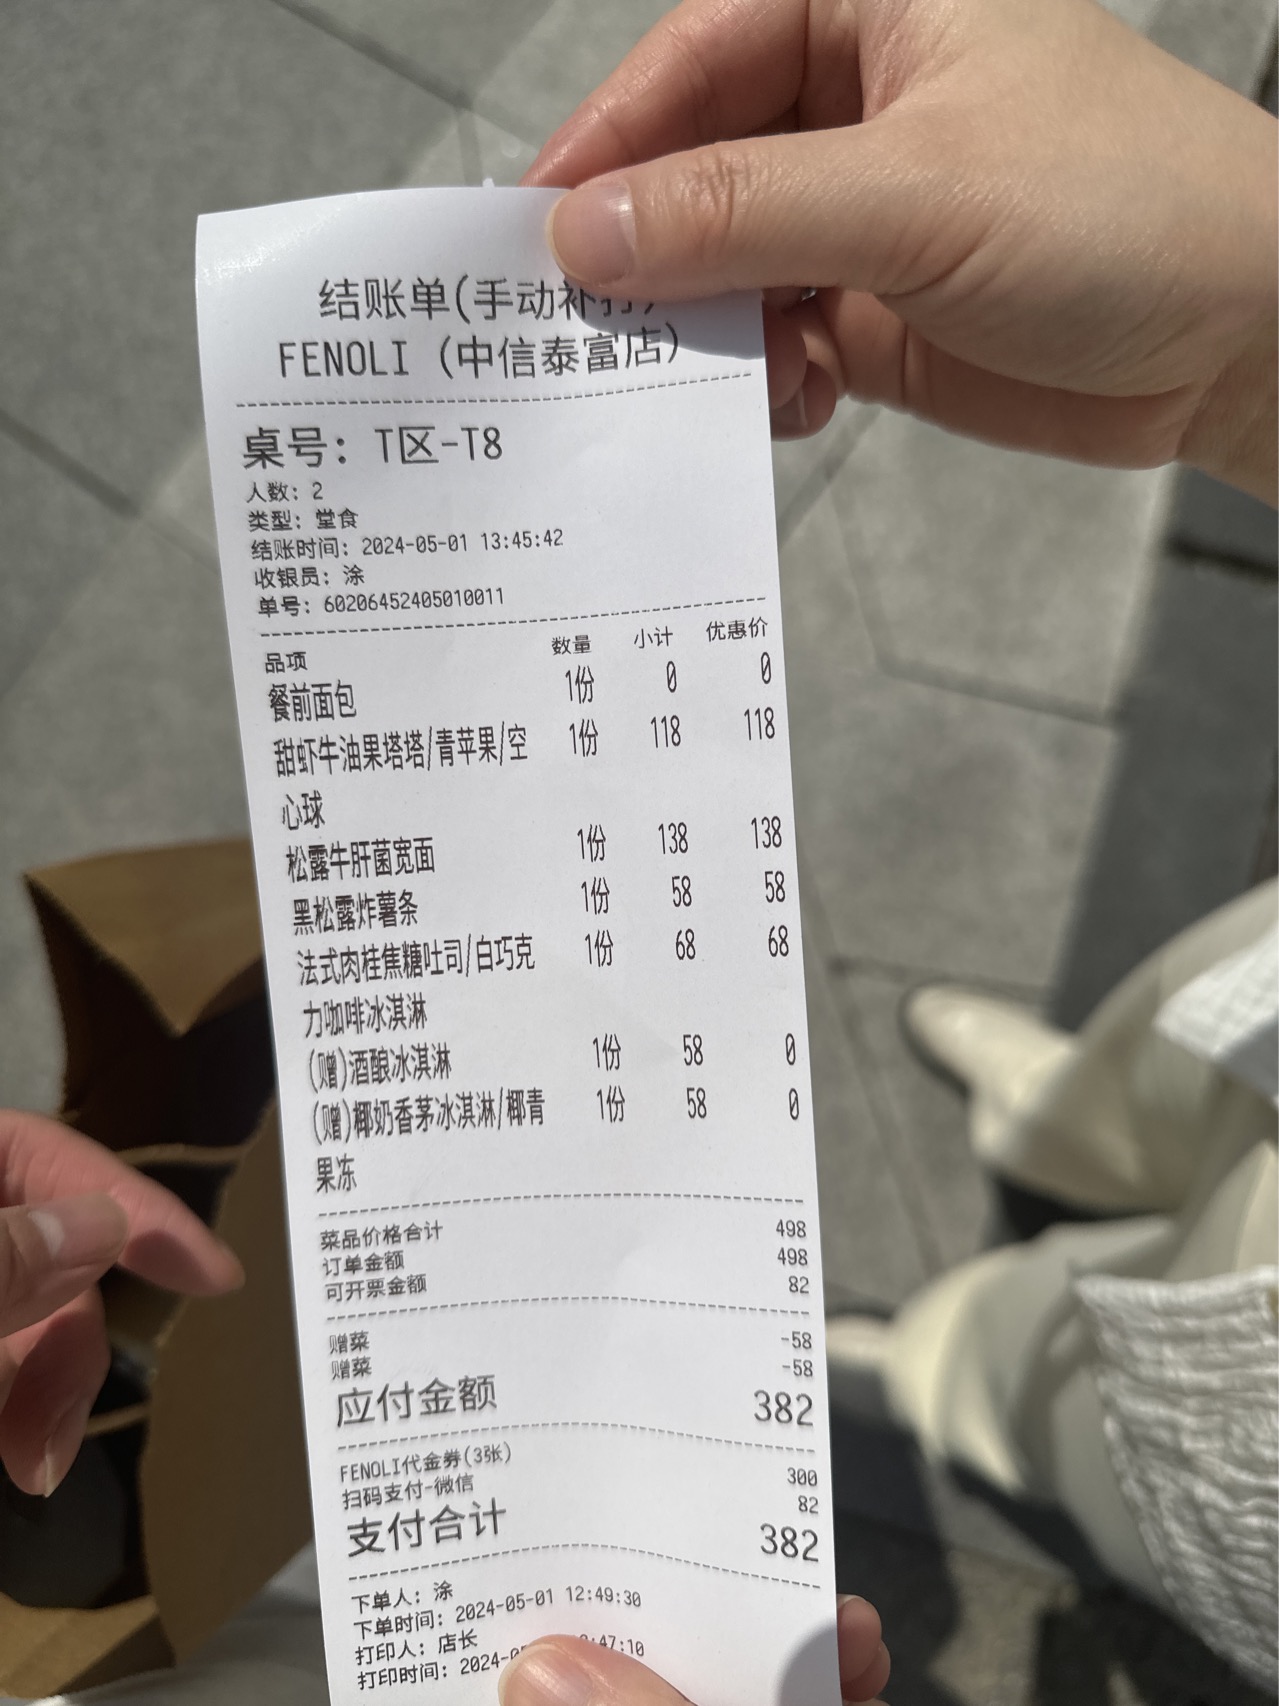 结账单(手动补打)
FENOLI (中信泰富店)
桌号: T区-T8
人数: 2
类型: 堂食
结账时间: 2024-05-01 13:45:42
收银员: 涂
单号: 60206452405010011
品项 数量 小计 优惠价
餐前面包 1份 0 0
甜虾牛油果塔塔/青苹果/空 1份 118 118
心球
松露牛肝菌宽面 1份 138 138
黑松露炸薯条 1份 58 58
法式肉桂焦糖吐司/白巧克 1份 68 68
力咖啡冰淇淋
(赠)酒酿冰淇淋 1份 58 0
(赠)椰奶香茅冰淇淋/椰青 1份 58 0
果冻
菜品价格合计 498
订单金额 498
可开票金额 82
赠菜 -58
赠菜 -58
应付金额 382
FENOLI代金券(3张) 300
扫码支付-微信 82
支付合计 382
下单人: 涂
下单时间: 2024-05-01 12:49:30
打印人: 店长
打印时间: 2024-0 :47:10